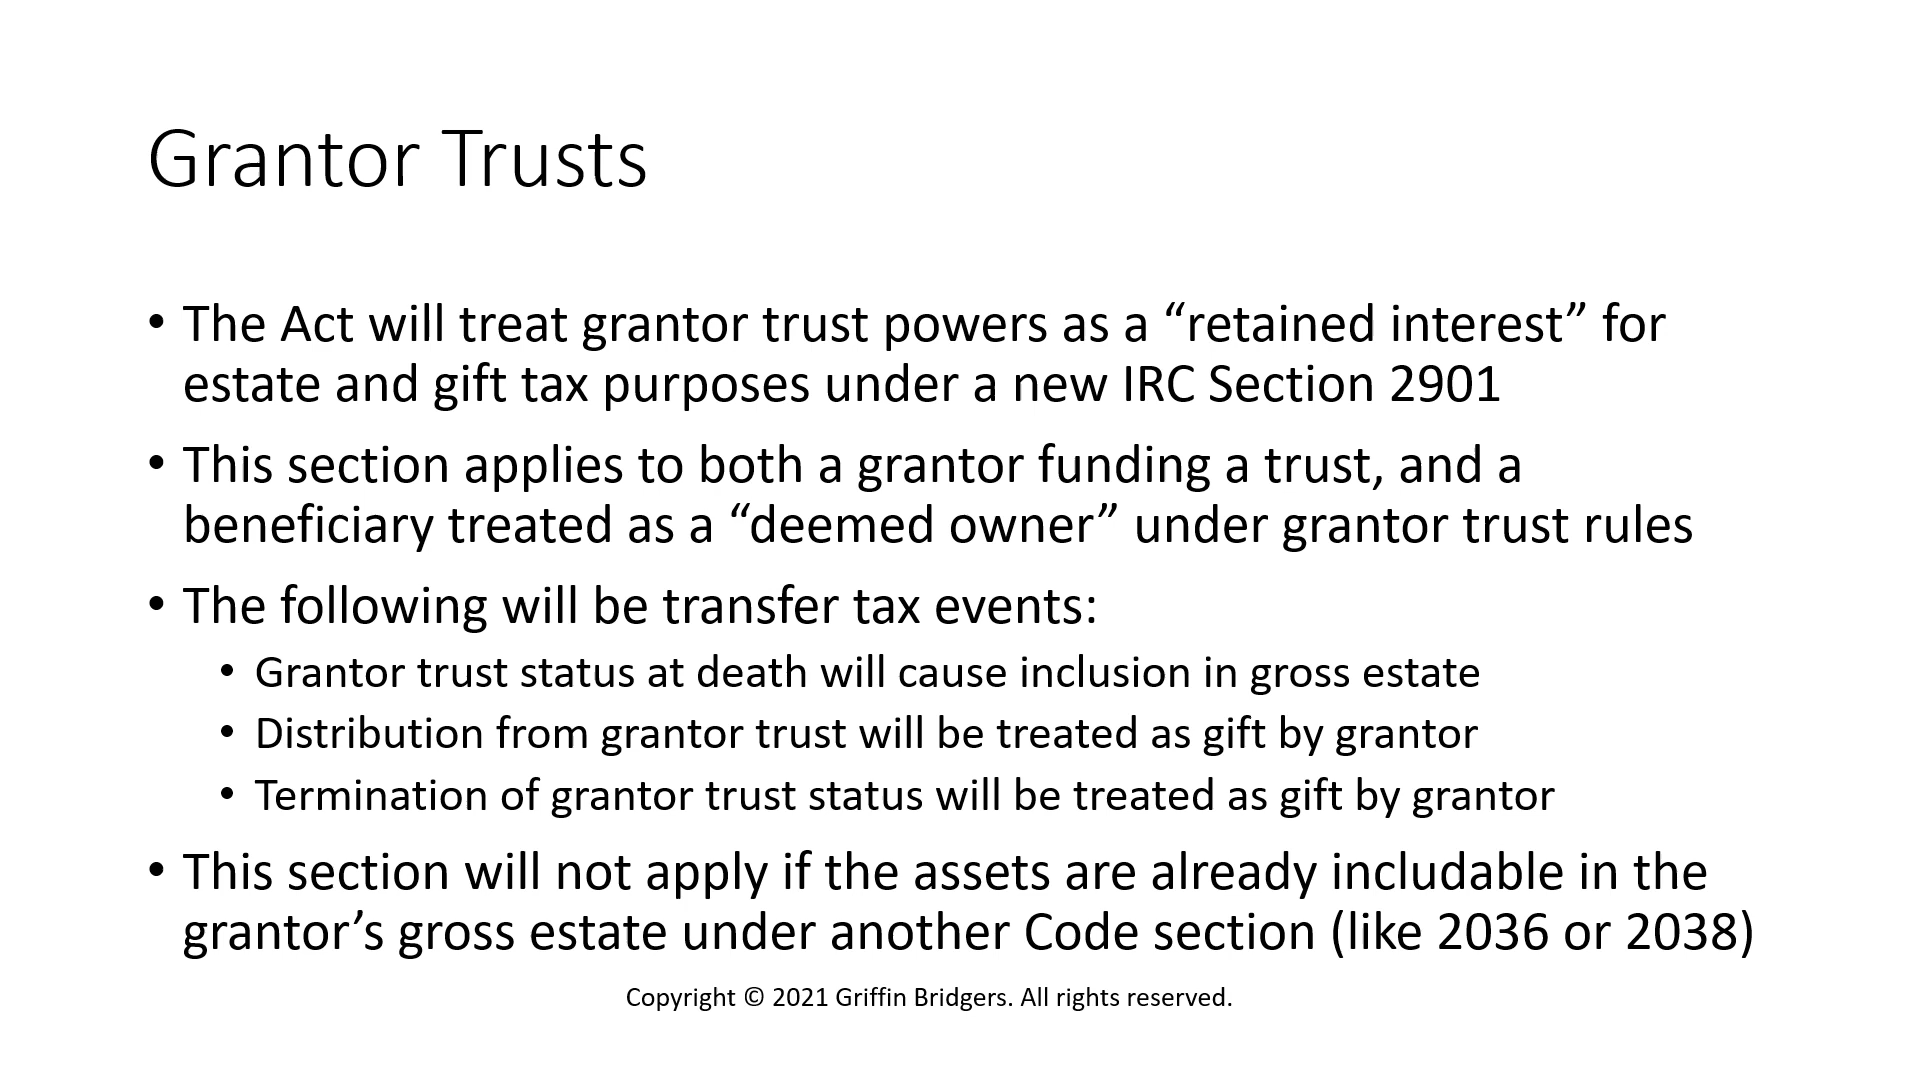 Grantor Trusts
• The Act will treat grantor trust powers as a “retained interest” for
estate and gift tax purposes under a new IRC Section 2901
• This section applies to both a grantor funding a trust, and a
beneficiary treated as a “deemed owner” under grantor trust rules
• The following will be transfer tax events:
• Grantor trust status at death will cause inclusion in gross estate
• Distribution from grantor trust will be treated as gift by grantor
• Termination of grantor trust status will be treated as gift by grantor
• This section will not apply if the assets are already includable in the
grantor’s gross estate under another Code section (like 2036 or 2038)
Copyright © 2021 Griffin Bridgers. All rights reserved.